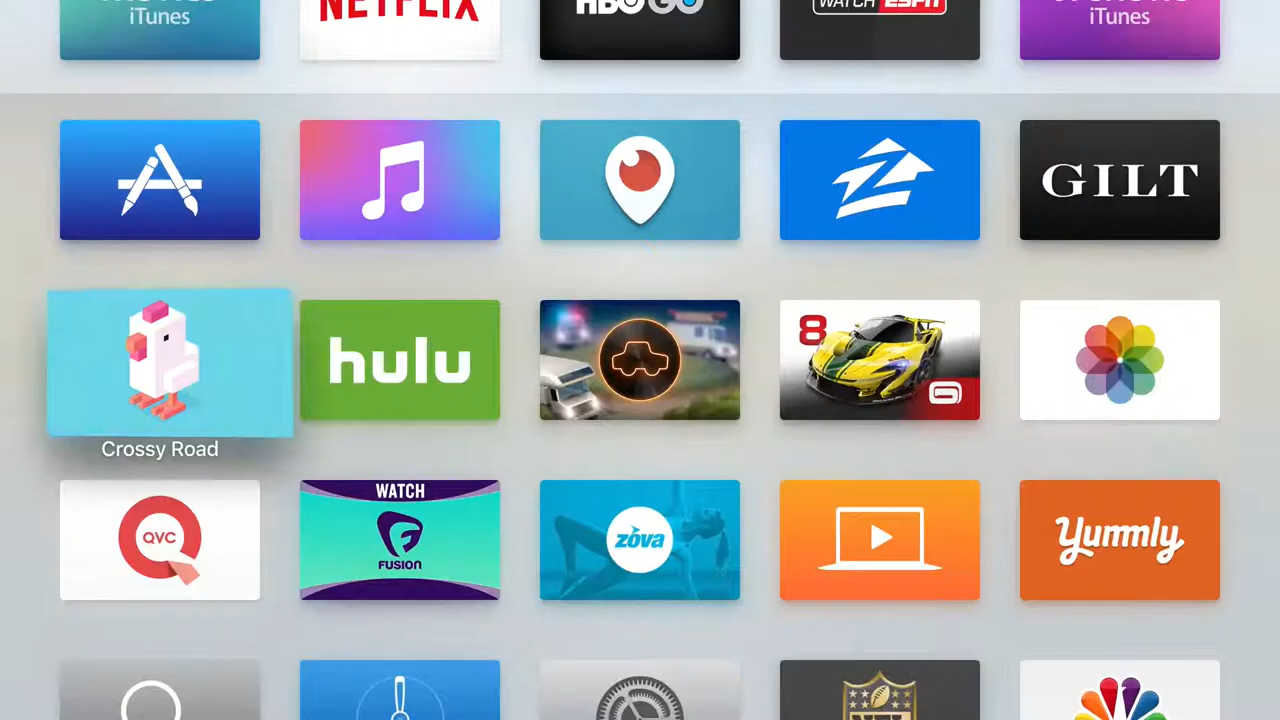 iTunes
NETFLIX
HBO GO
WATCH ESPN
iTunes
GILT
hulu
8
Crossy Road
QVC
WATCH
FUSION
zova
Yummly